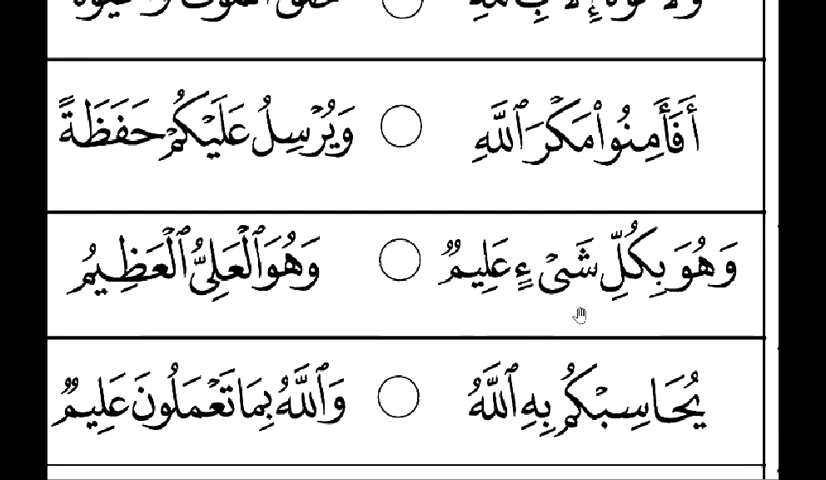 أَفَأَمِنُوا۟ مَكْرَ ٱللَّهِ ○ وَيُرْسِلُ عَلَيْكُمْ حَفَظَةً
وَهُوَ بِكُلِّ شَىْءٍ عَلِيمٌ ○ وَهُوَ ٱلْعَلِىُّ ٱلْعَظِيمُ
يُحَاسِبْكُم بِهِ ٱللَّهُ ○ وَٱللَّهُ بِمَا تَعْمَلُونَ عَلِيمٌ